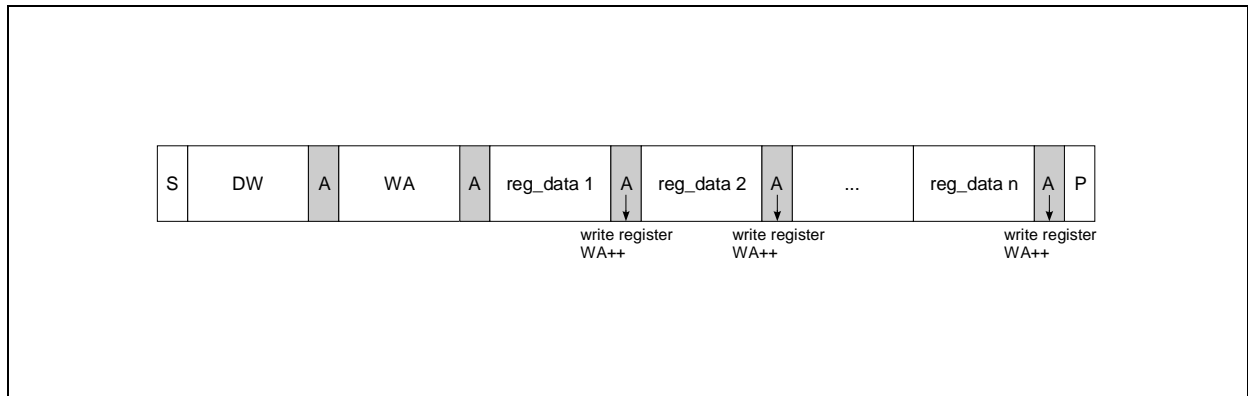 S DW A WA A reg_data 1 A reg_data 2 A ... reg_data n A P
write register write register write register
WA++ WA++ WA++